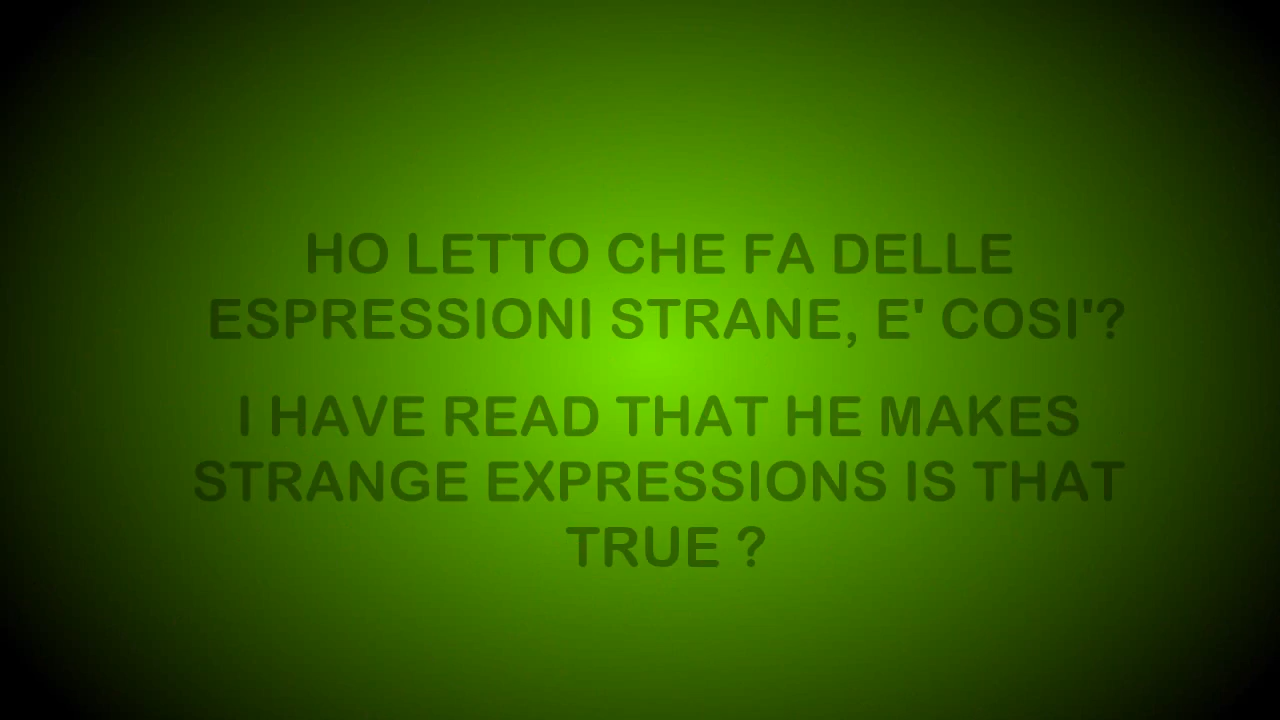 HO LETTO CHE FA DELLE
ESPRESSIONI STRANE, E' COSI'?
I HAVE READ THAT HE MAKES
STRANGE EXPRESSIONS IS THAT
TRUE ?